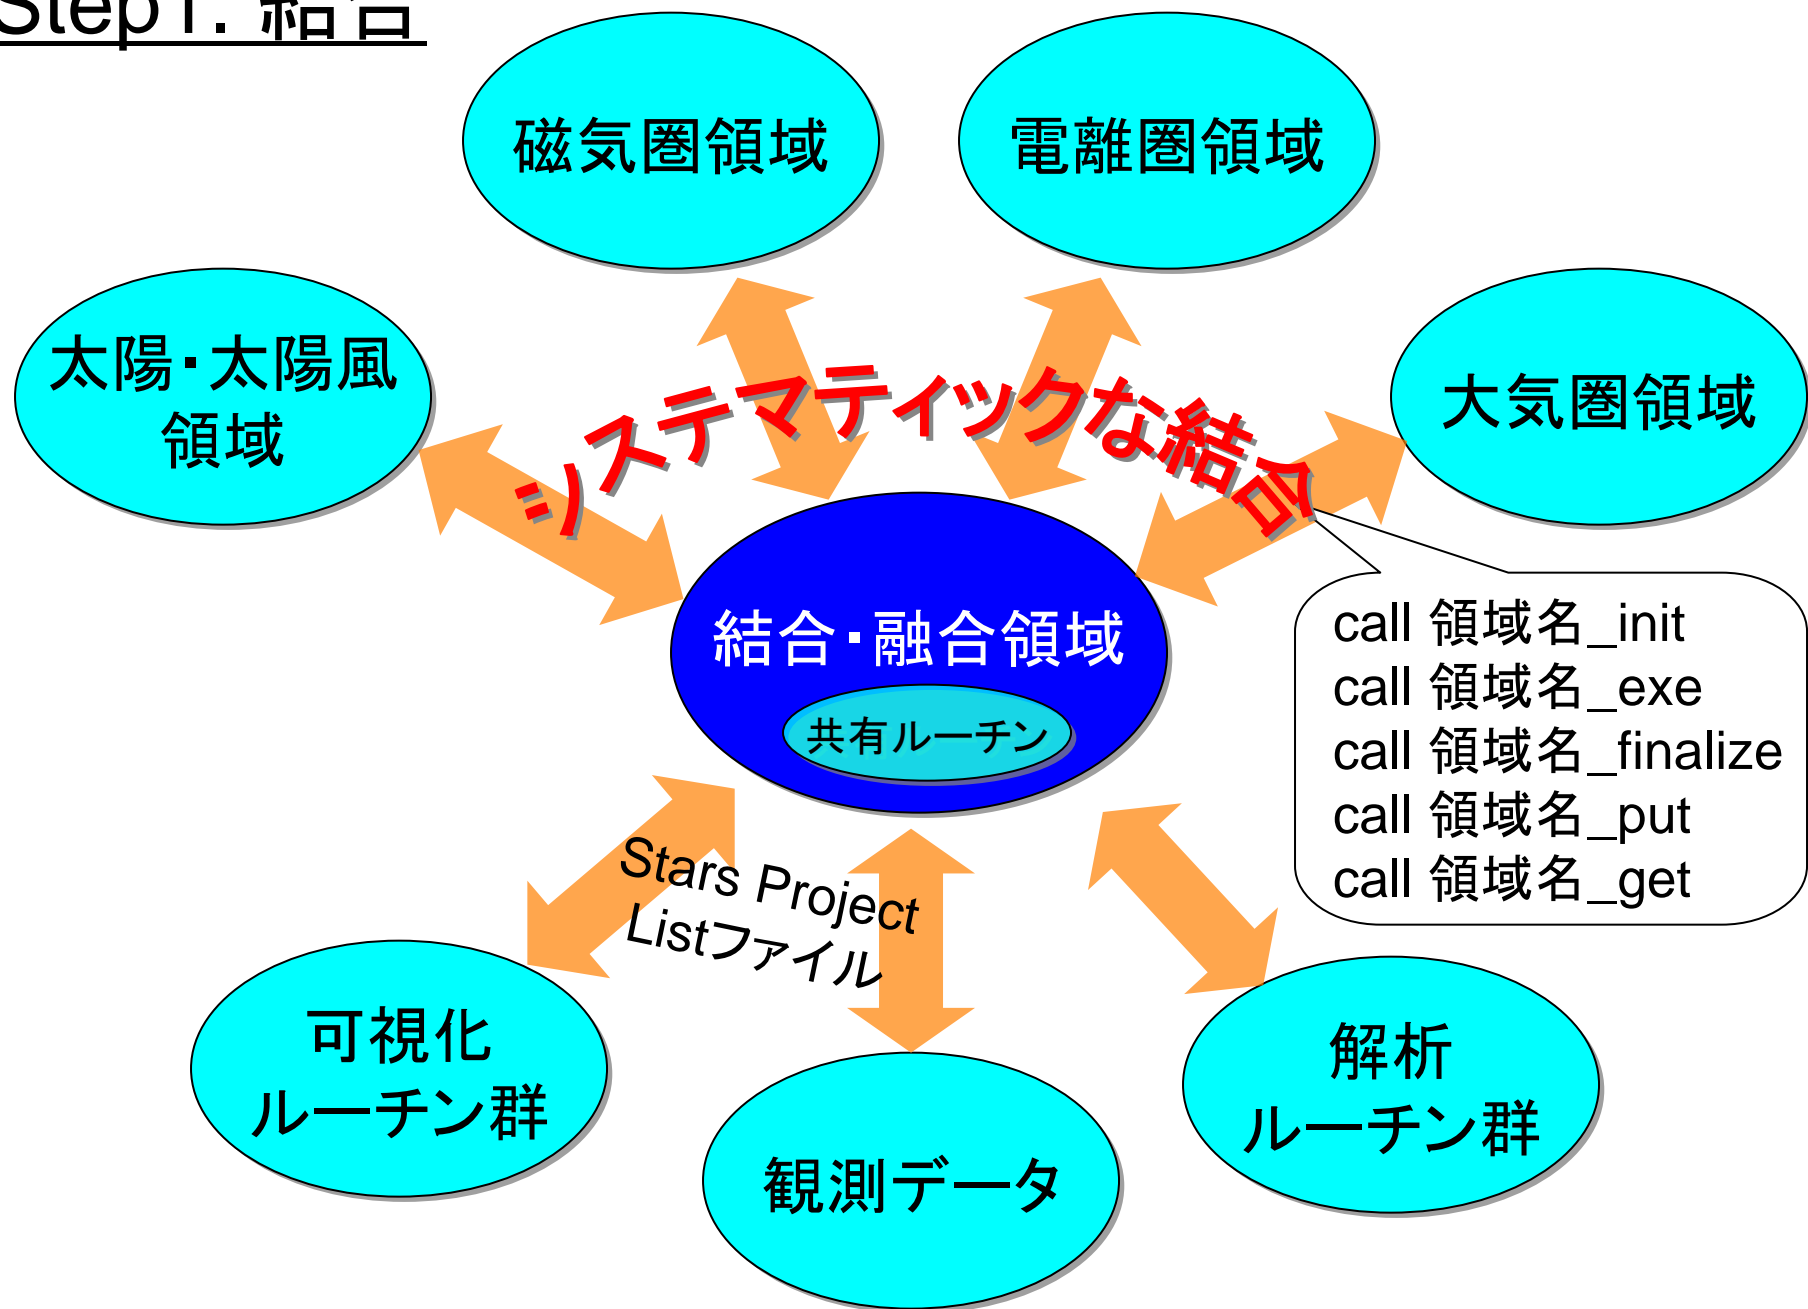 Step1. 結合
磁気圏領域
電離圏領域
太陽・太陽風
領域
大気圏領域
システマティックな結合
結合・融合領域
共有ルーチン
call 領域名_init
call 領域名_exe
call 領域名_finalize
call 領域名_put
call 領域名_get
Stars Project
Listファイル
可視化
ルーチン群
観測データ
解析
ルーチン群